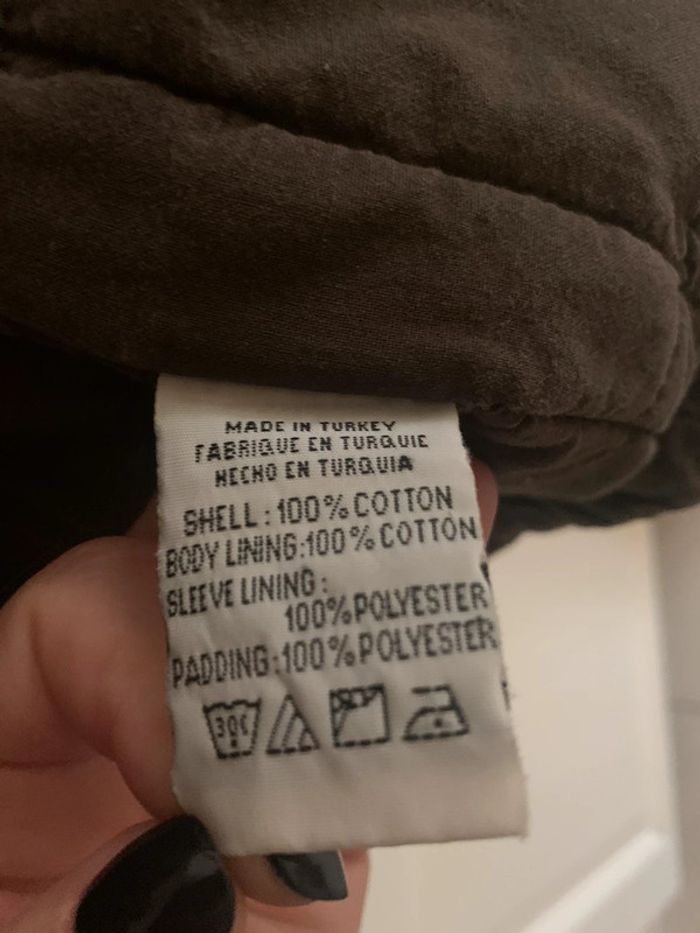 MADE IN TURKEY
FABRIQUE EN TURQUIE
HECHO EN TURQUIA
SHELL : 100% COTTON
BODY LINING:100% COTTON
SLEEVE LINING :
100%POLYESTER
PADDING:100%POLYESTER
30C